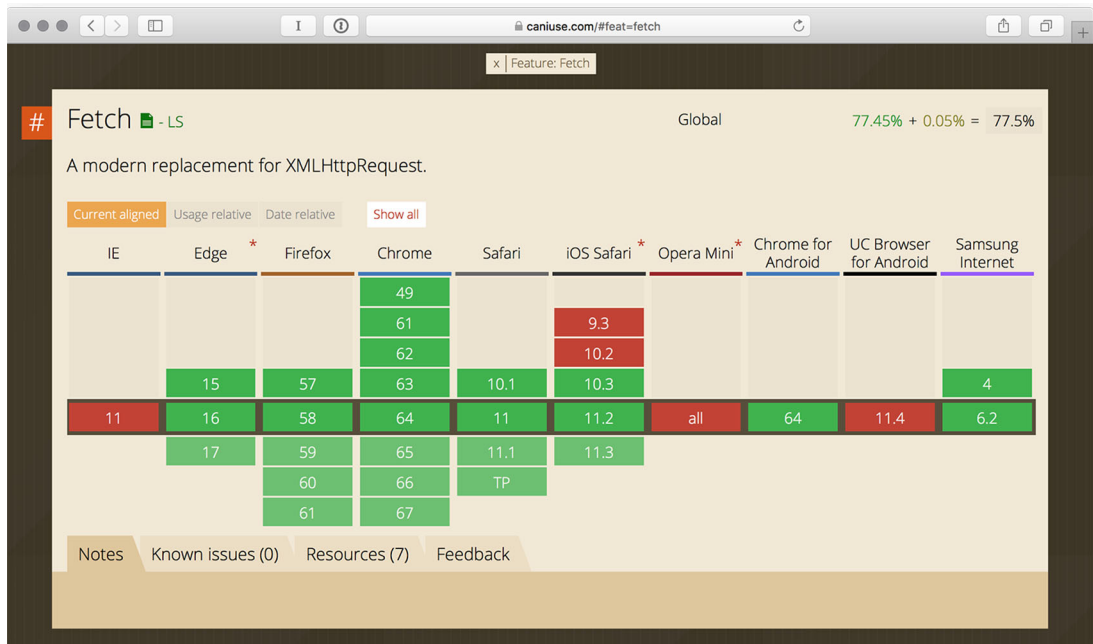 caniuse.com/#feat=fetch
x | Feature: Fetch
# Fetch - LS
Global 77.45% + 0.05% = 77.5%
A modern replacement for XMLHttpRequest.
Current aligned Usage relative Date relative Show all
IE Edge * Firefox Chrome Safari iOS Safari * Opera Mini * Chrome for Android UC Browser for Android Samsung Internet
49
61 9.3
62 10.2
15 57 63 10.1 10.3 4
11 16 58 64 11 11.2 all 64 11.4 6.2
17 59 65 11.1 11.3
60 66 TP
61 67
Notes Known issues (0) Resources (7) Feedback